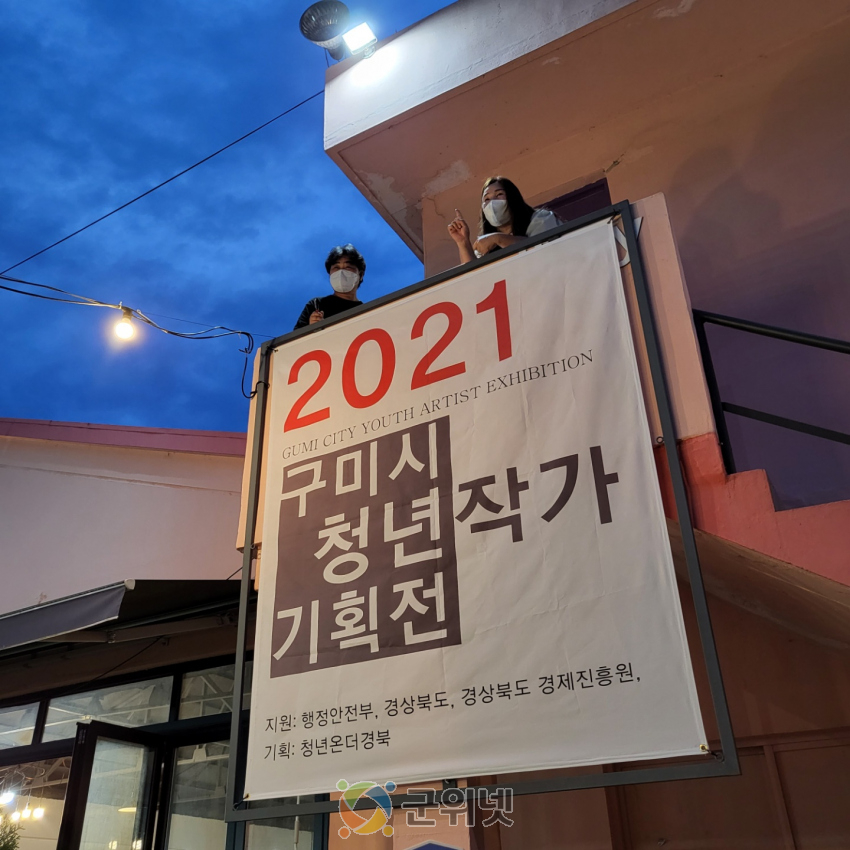 2021
GUMI CITY YOUTH ARTIST EXHIBITION
구미시
청년작가
기획전
지원: 행정안전부, 경상북도, 경상북도 경제진흥원,
기획: 청년온더경북
군위넷